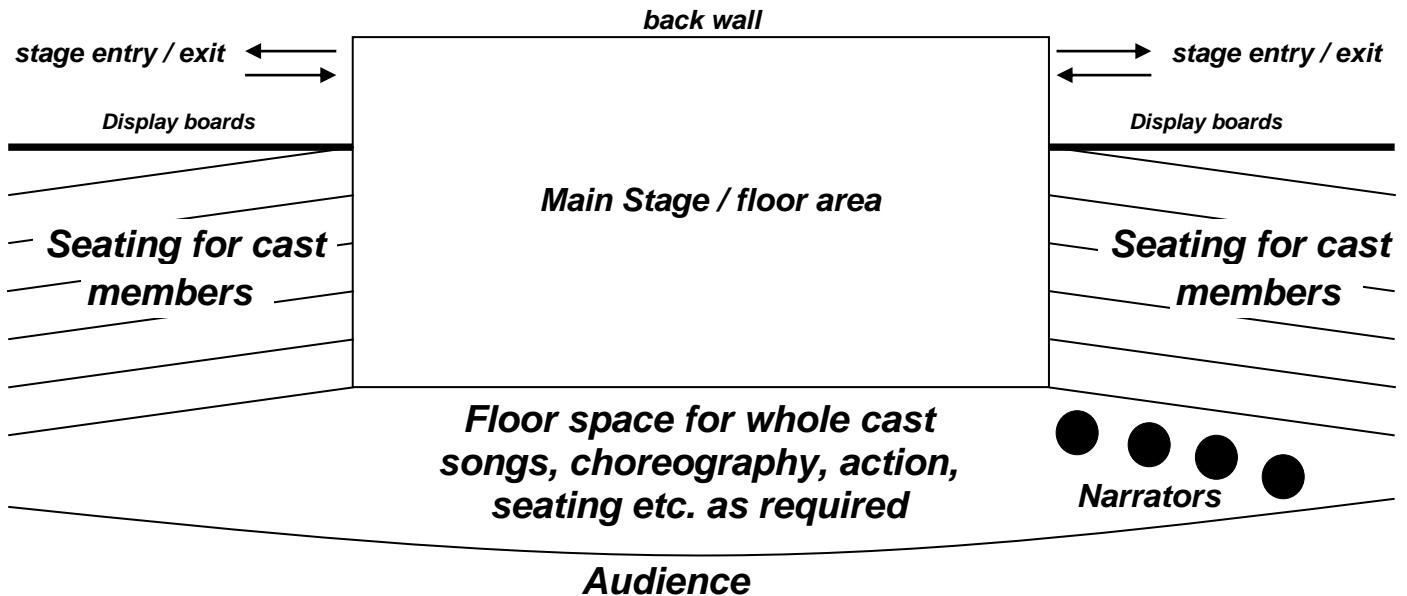 back wall
stage entry / exit
stage entry / exit
Display boards
Display boards
Main Stage / floor area
Seating for cast
members
Seating for cast
members
Floor space for whole cast
songs, choreography, action,
seating etc. as required
Narrators
Audience